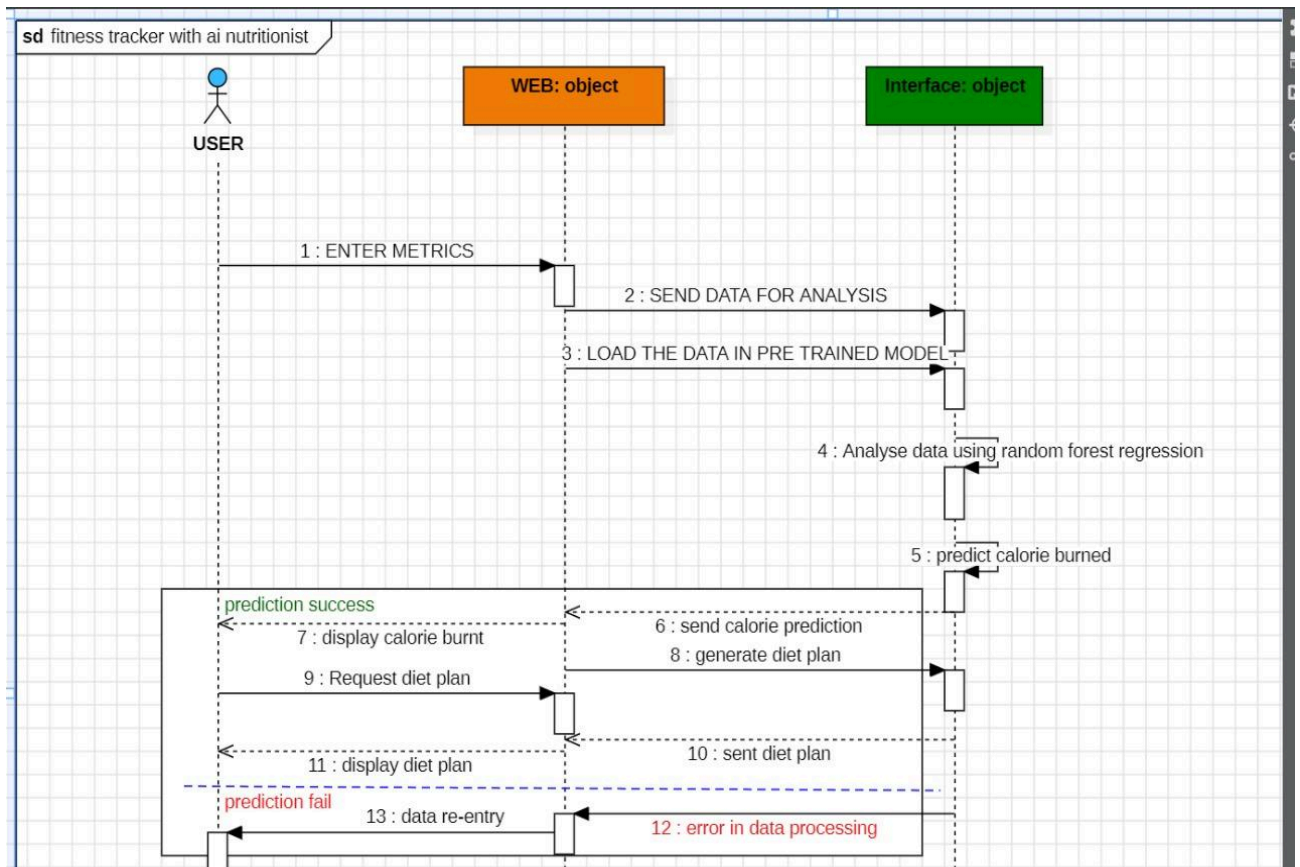 sd fitness tracker with ai nutritionist
WEB: object
Interface: object
USER
1 : ENTER METRICS
2 : SEND DATA FOR ANALYSIS
3 : LOAD THE DATA IN PRE TRAINED MODEL
4 : Analyse data using random forest regression
5 : predict calorie burned
prediction success
6 : send calorie prediction
7 : display calorie burnt
8 : generate diet plan
9 : Request diet plan
10 : sent diet plan
11 : display diet plan
prediction fail
13 : data re-entry
12 : error in data processing